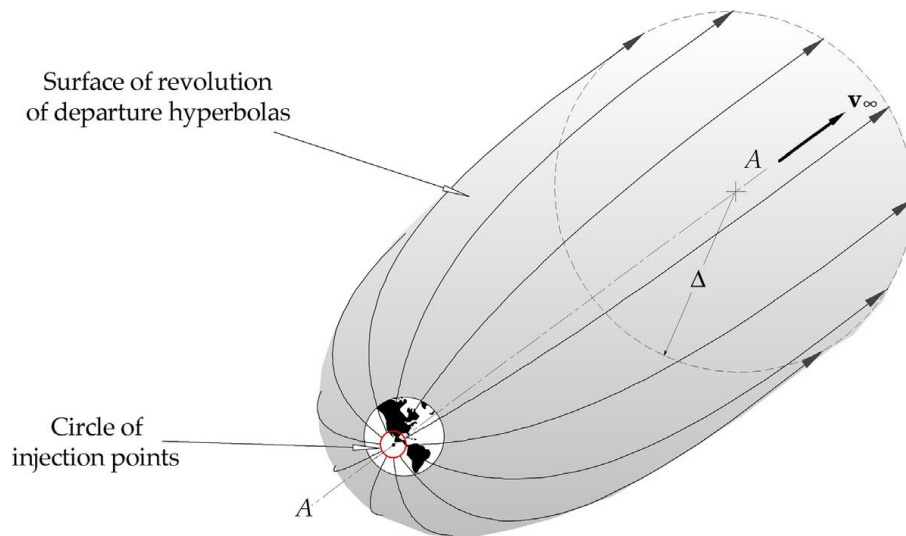 Surface of revolution
of departure hyperbolas
v∞
A
Δ
Circle of
injection points
A